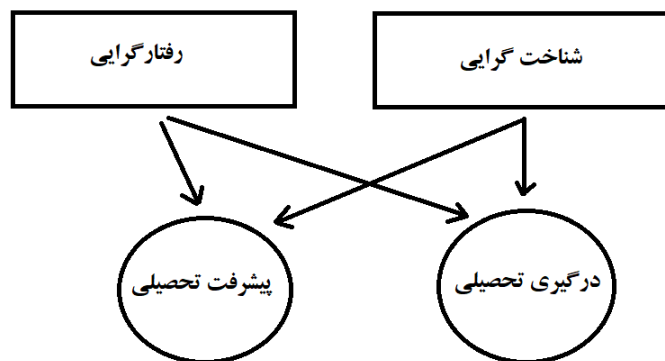 شناخت گرایی
رفتارگرایی
درگیری تحصیلی
پیشرفت تحصیلی